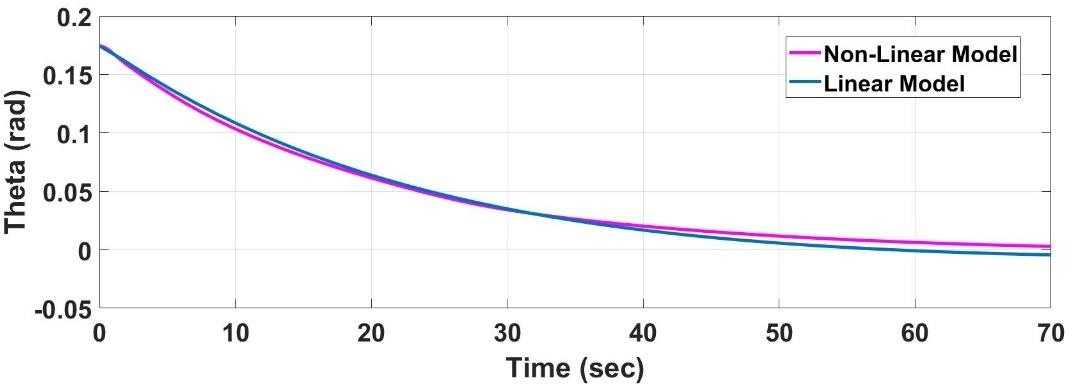 0.2
0.15
0.1
0.05
0
-0.05
Theta (rad)
Non-Linear Model
Linear Model
0 10 20 30 40 50 60 70
Time (sec)